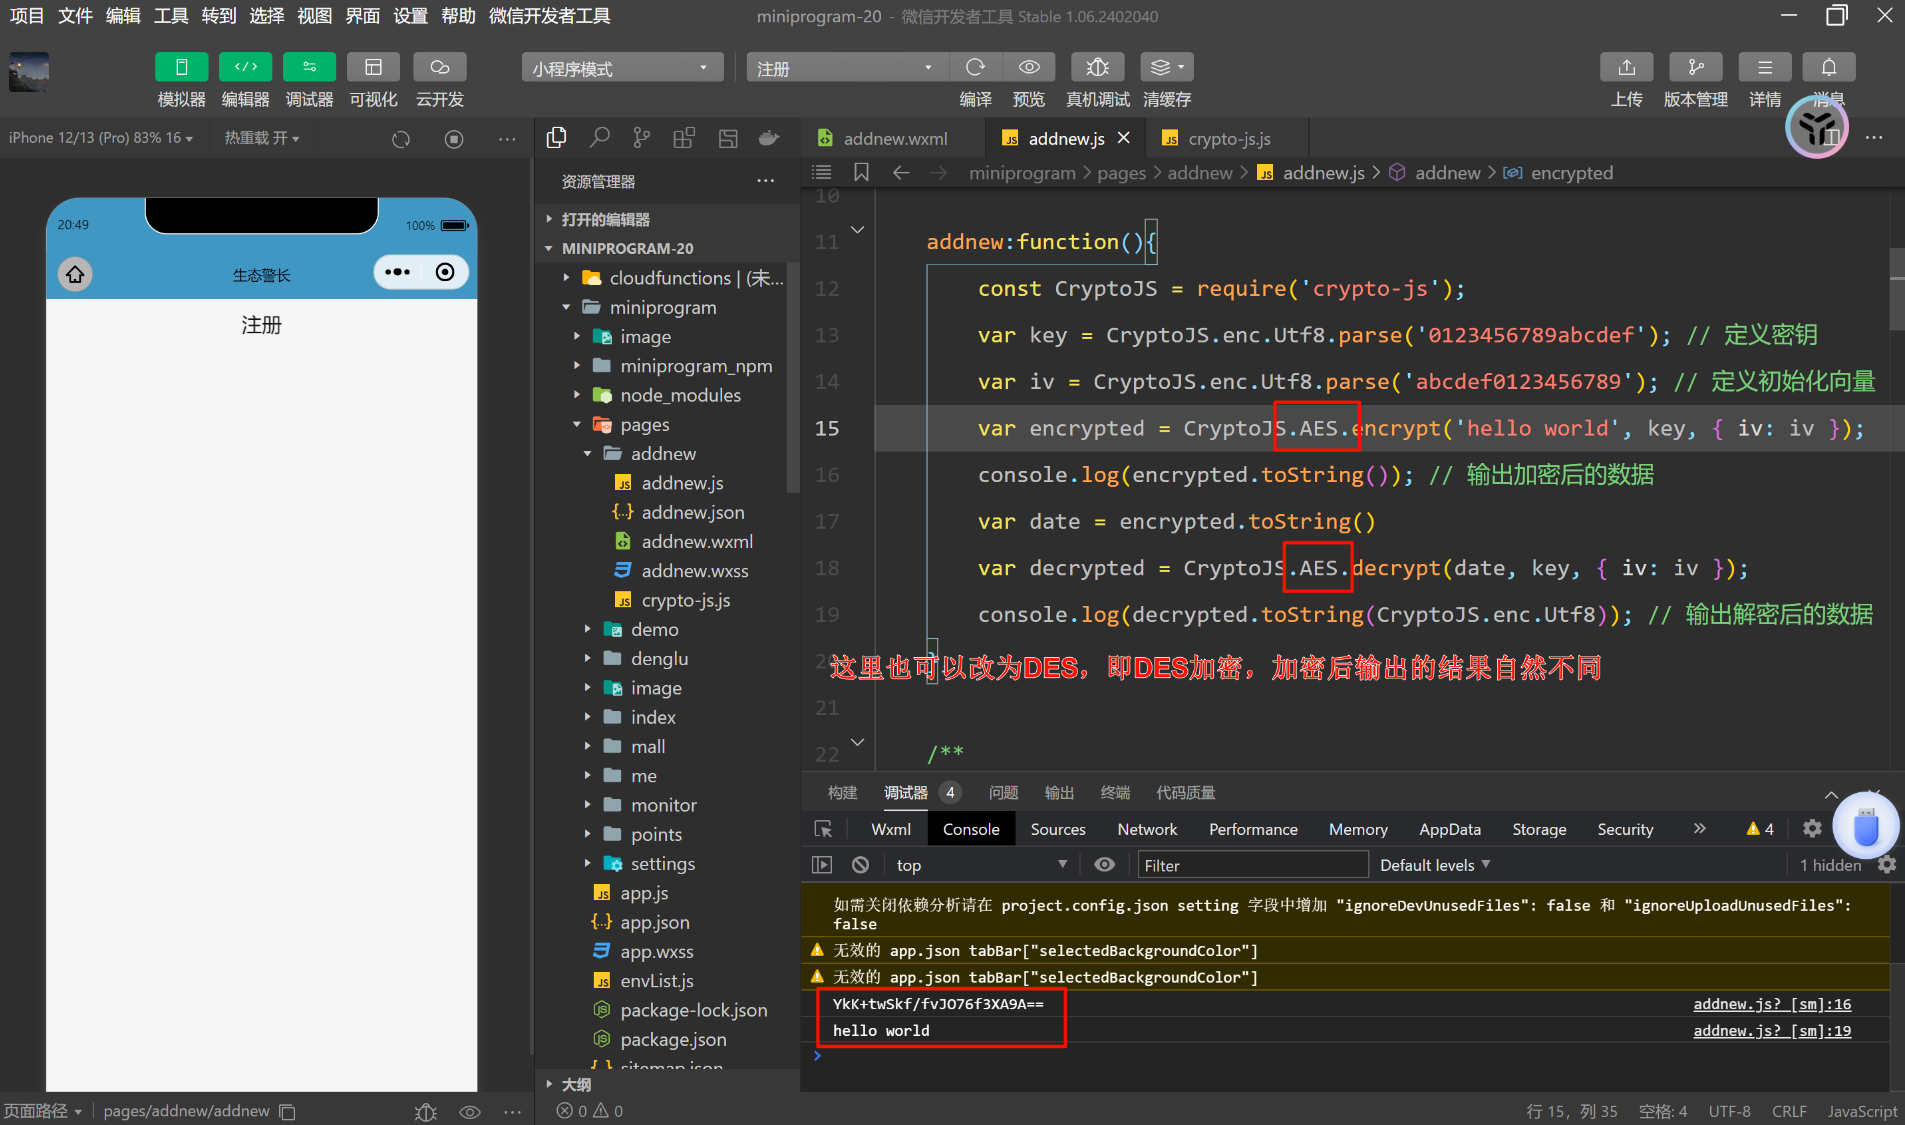 项目 文件 编辑 工具 转到 选择 视图 界面 设置 帮助 微信开发者工具
miniprogram-20 - 微信开发者工具 Stable 1.06.2402040
小程序模式
注册
模拟器 编辑器 调试器 可视化 云开发
编译 预览 真机调试 清缓存
上传 版本管理 详情 消息
iPhone 12/13 (Pro) 83% 16
热重载 开
addnew.wxml
addnew.js
crypto-js.js
20:49
100%
生态警长
注册
资源管理器
打开的编辑器
MINIPROGRAM-20
cloudfunctions | (未...
miniprogram
image
miniprogram_npm
node_modules
pages
addnew
addnew.js
addnew.json
addnew.wxml
addnew.wxss
crypto-js.js
demo
denglu
image
index
mall
me
monitor
points
settings
app.js
app.json
app.wxss
envList.js
package-lock.json
package.json
sitemap.json
大纲
miniprogram > pages > addnew > addnew.js > addnew > encrypted
10
11 addnew:function(){
12 const CryptoJS = require('crypto-js');
13 var key = CryptoJS.enc.Utf8.parse('0123456789abcdef'); // 定义密钥
14 var iv = CryptoJS.enc.Utf8.parse('abcdef0123456789'); // 定义初始化向量
15 var encrypted = CryptoJS.AES.encrypt('hello world', key, { iv: iv });
16 console.log(encrypted.toString()); // 输出加密后的数据
17 var date = encrypted.toString()
18 var decrypted = CryptoJS.AES.decrypt(date, key, { iv: iv });
19 console.log(decrypted.toString(CryptoJS.enc.Utf8)); // 输出解密后的数据
这里也可以改为DES，即DES加密，加密后输出的结果自然不同
21
22 /**
构建 调试器 4 问题 输出 终端 代码质量
Wxml Console Sources Network Performance Memory AppData Storage Security 4
top
Filter
Default levels
1 hidden
如需关闭依赖分析请在 project.config.json setting 字段中增加 "ignoreDevUnusedFiles": false 和 "ignoreUploadUnusedFiles":
false
无效的 app.json tabBar["selectedBackgroundColor"]
无效的 app.json tabBar["selectedBackgroundColor"]
YkK+twSkf/fvJO76f3XA9A== addnew.js? [sm]:16
hello world addnew.js? [sm]:19
页面路径
pages/addnew/addnew
0 0
行 15，列 35 空格: 4 UTF-8 CRLF JavaScript